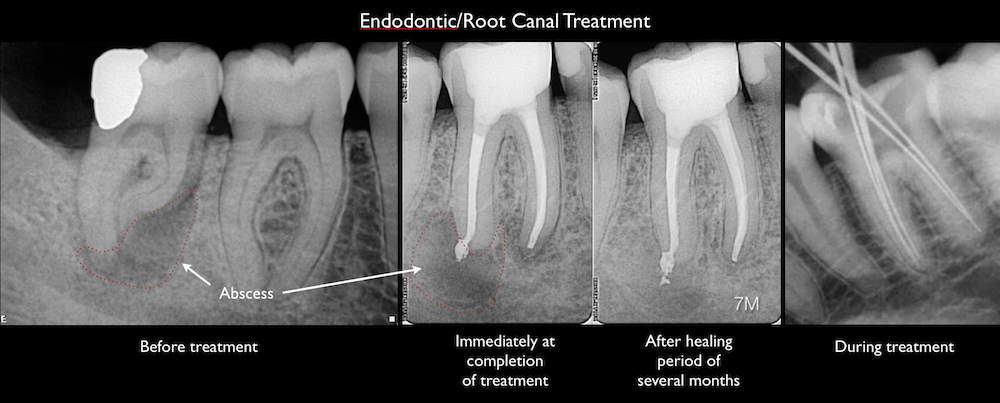 Endodontic/Root Canal Treatment
Abscess
E
7M
Before treatment
Immediately at
completion
of treatment
After healing
period of
several months
During treatment